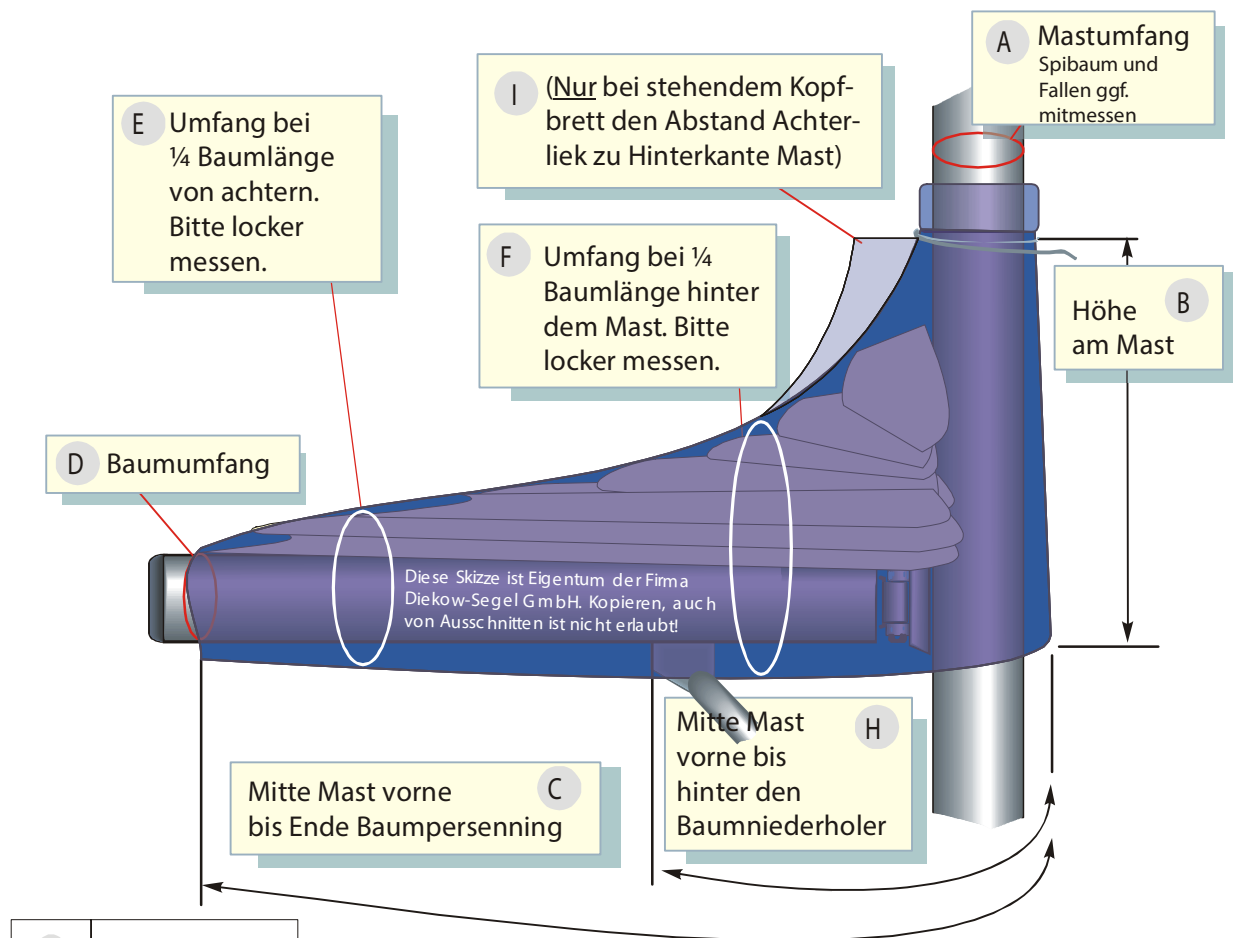 A Mastumfang
Spibaum und
Fallen ggf.
mitmessen
I (Nur bei stehendem Kopf-
brett den Abstand Achter-
liek zu Hinterkante Mast)
E Umfang bei
¼ Baumlänge
von achtern.
Bitte locker
messen.
F Umfang bei ¼
Baumlänge hinter
dem Mast. Bitte
locker messen.
Höhe B
am Mast
D Baumumfang
Diese Skizze ist Eigentum der Firma
Diekow-Segel GmbH. Kopieren, auch
von Ausschnitten ist nicht erlaubt!
Mitte Mast H
vorne bis
hinter den
Baumniederholer
Mitte Mast vorne C
bis Ende Baumpersenning